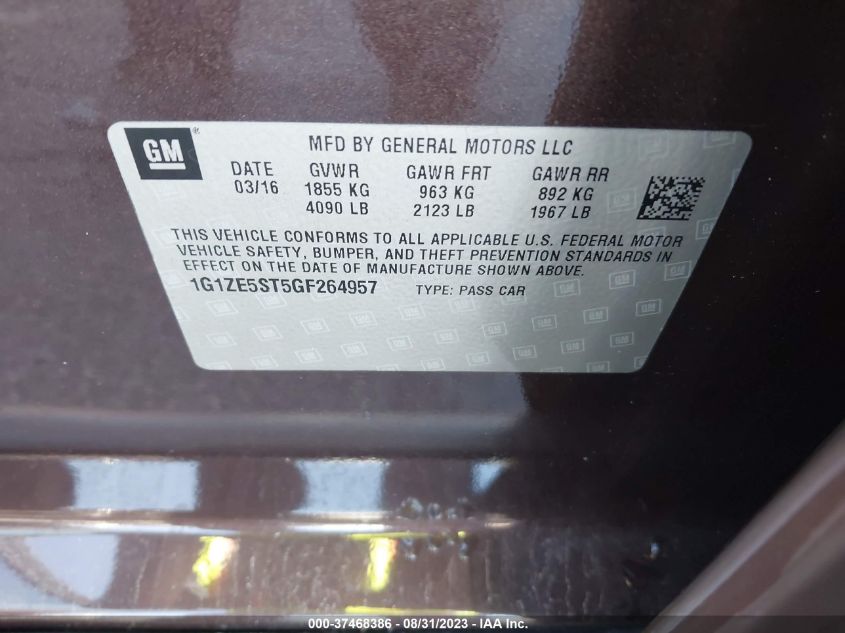 GM ®
MFD BY GENERAL MOTORS LLC
DATE GVWR GAWR FRT GAWR RR
03/16 1855 KG 963 KG 892 KG
4090 LB 2123 LB 1967 LB
THIS VEHICLE CONFORMS TO ALL APPLICABLE U.S. FEDERAL MOTOR
VEHICLE SAFETY, BUMPER, AND THEFT PREVENTION STANDARDS IN
EFFECT ON THE DATE OF MANUFACTURE SHOWN ABOVE.
1G1ZE5ST5GF264957 TYPE: PASS CAR
000-37468386 - 08/31/2023 - IAA Inc.